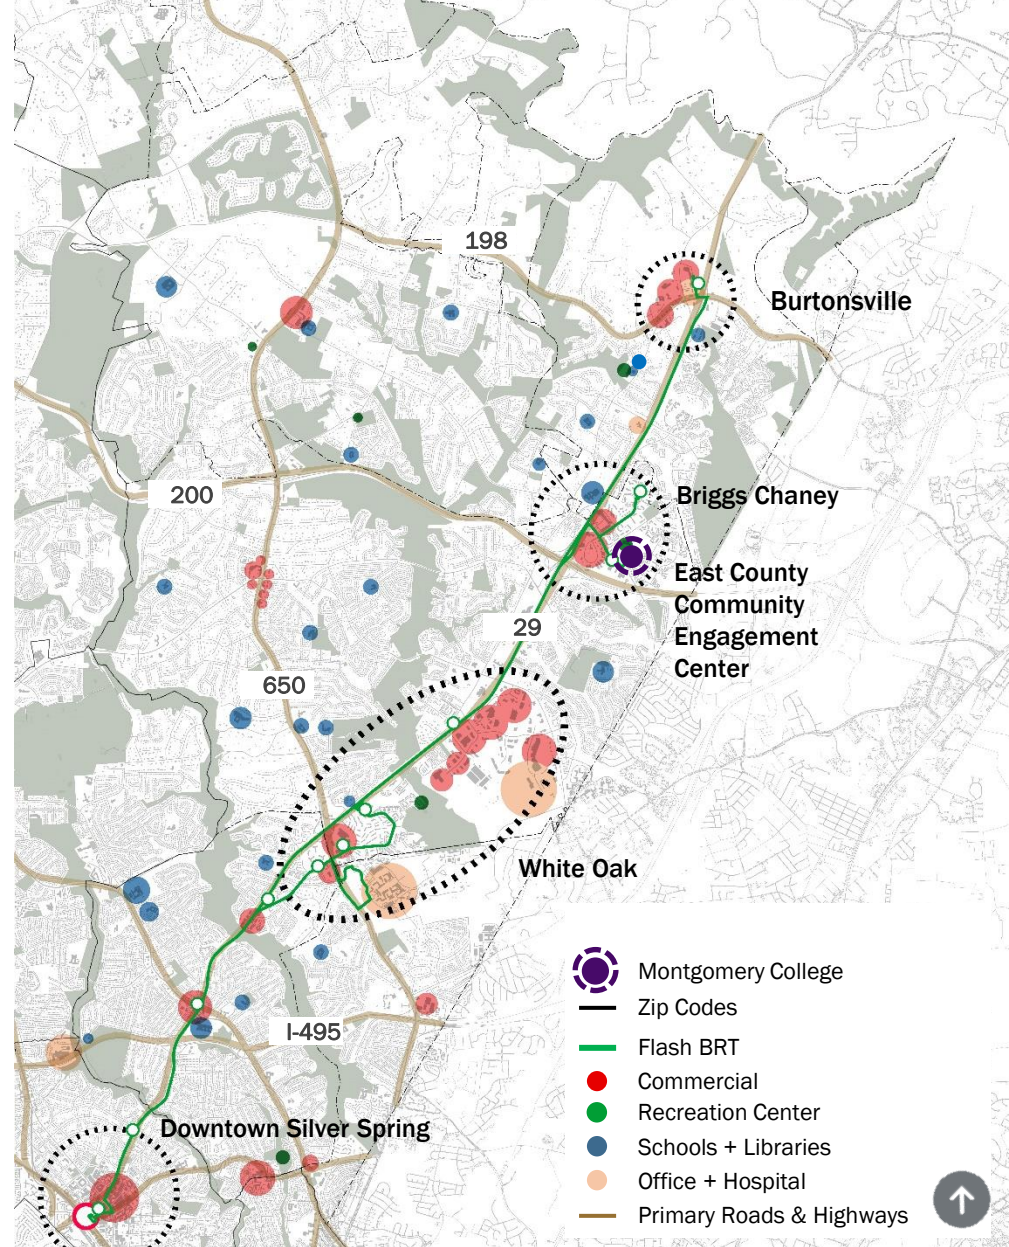 198
Burtonsville
200
Briggs Chaney
East County
Community
Engagement
Center
29
650
White Oak
I-495
Downtown Silver Spring
Montgomery College
Zip Codes
Flash BRT
Commercial
Recreation Center
Schools + Libraries
Office + Hospital
Primary Roads & Highways